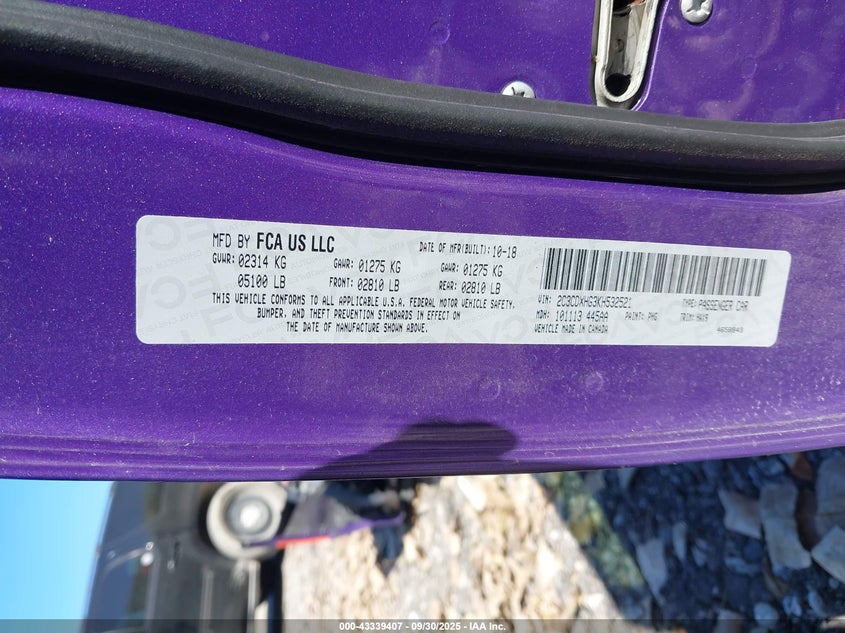 MFD BY FCA US LLC
DATE OF MFR(BUILT): 10-18
GVWR: 02314 KG GAWR: 01275 KG GAWR: 01275 KG
05100 LB FRONT: 02810 LB REAR: 02810 LB
THIS VEHICLE CONFORMS TO ALL APPLICABLE U.S.A. FEDERAL MOTOR VEHICLE SAFETY,
BUMPER, AND THEFT PREVENTION STANDARDS IN EFFECT ON
THE DATE OF MANUFACTURE SHOWN ABOVE.
VIN: 2C3CDXHG3KH532521 TYPE: PASSENGER CAR
MDH: 101113 445AA PAINT: PHG TRIM: HAX9
VEHICLE MADE IN CANADA 4658843
000-43339407 - 09/30/2025 - IAA Inc.